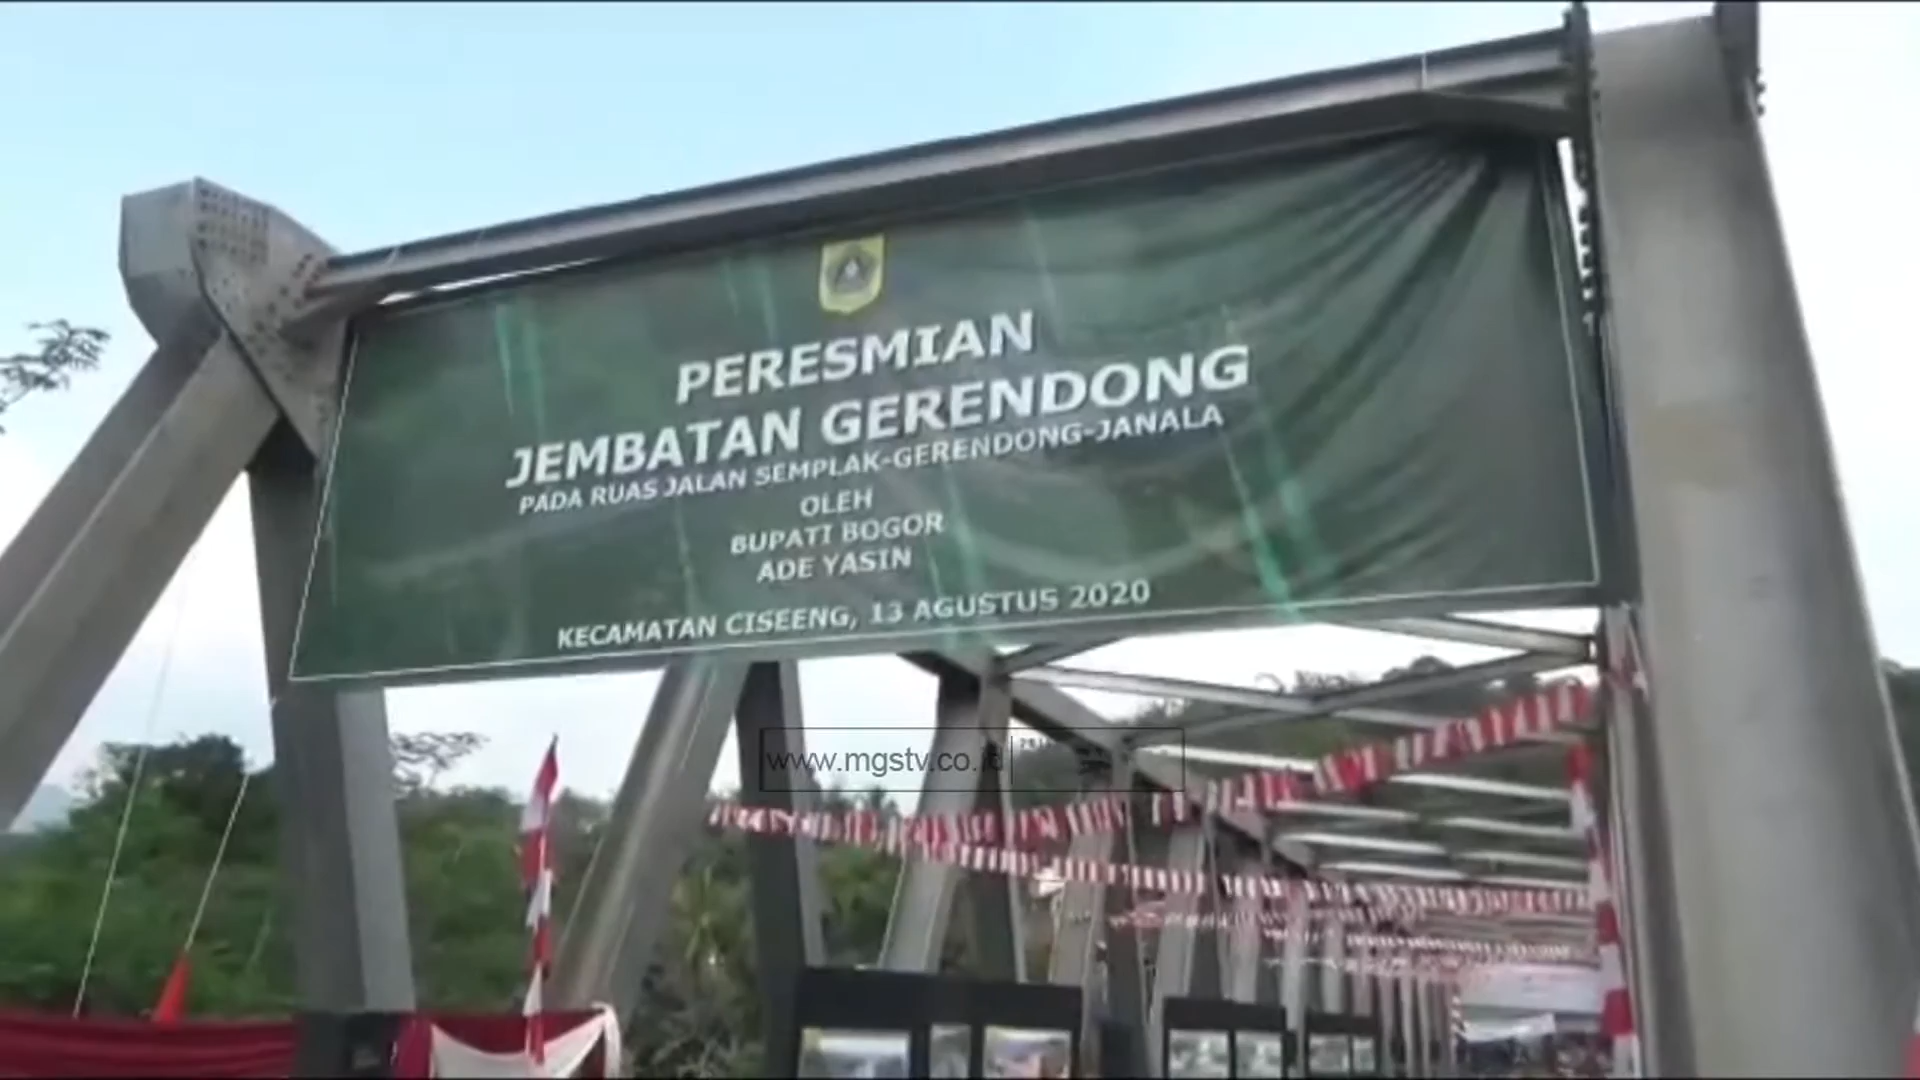 PERESMIAN
JEMBATAN GERENDONG
PADA RUAS JALAN SEMPLAK-GERENDONG-JANALA
OLEH
BUPATI BOGOR
ADE YASIN
KECAMATAN CISEENG, 13 AGUSTUS 2020
www.mgstv.co.id